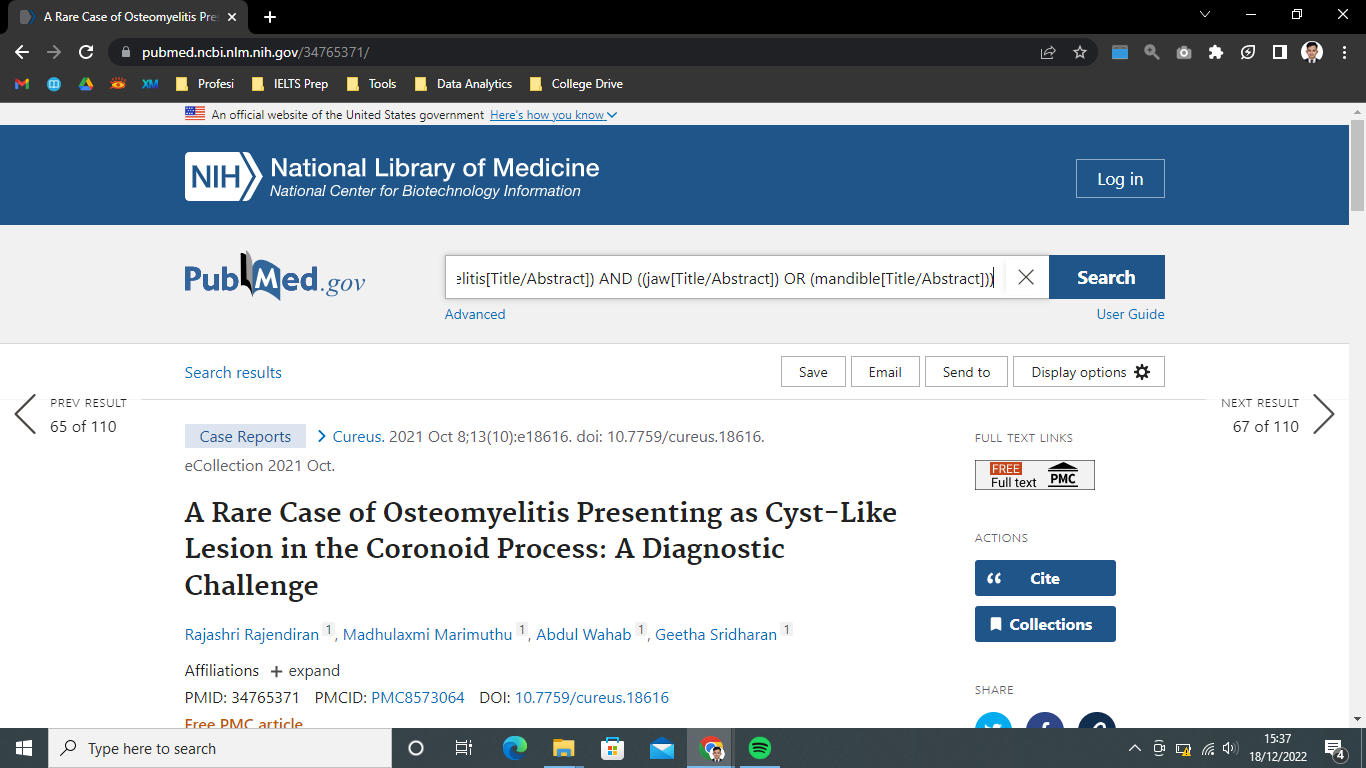 A Rare Case of Osteomyelitis Pre
pubmed.ncbi.nlm.nih.gov/34765371/
XM Profesi IELTS Prep Tools Data Analytics College Drive
An official website of the United States government Here's how you know
NIH National Library of Medicine
National Center for Biotechnology Information
Log in
PubMed.gov
elitis[Title/Abstract]) AND ((jaw[Title/Abstract]) OR (mandible[Title/Abstract]))
Search
Advanced
User Guide
Search results
Save Email Send to Display options
PREV RESULT
65 of 110
NEXT RESULT
67 of 110
Case Reports Cureus. 2021 Oct 8;13(10):e18616. doi: 10.7759/cureus.18616.
eCollection 2021 Oct.
A Rare Case of Osteomyelitis Presenting as Cyst-Like
Lesion in the Coronoid Process: A Diagnostic
Challenge
Rajashri Rajendiran 1, Madhulaxmi Marimuthu 1, Abdul Wahab 1, Geetha Sridharan 1
Affiliations + expand
PMID: 34765371 PMCID: PMC8573064 DOI: 10.7759/cureus.18616
Free PMC article
FULL TEXT LINKS
FREE
Full text PMC
ACTIONS
Cite
Collections
SHARE
Type here to search
15:37
18/12/2022
4